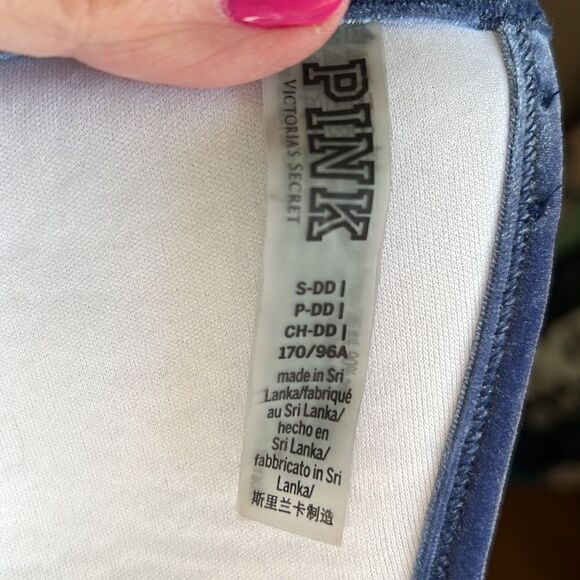 PINK
VICTORIA'S SECRET
S-DD |
P-DD |
CH-DD |
170/96A
made in Sri
Lanka/fabriqué
au Sri Lanka/
hecho en
Sri Lanka/
fabbricato in Sri
Lanka/
斯里兰卡制造